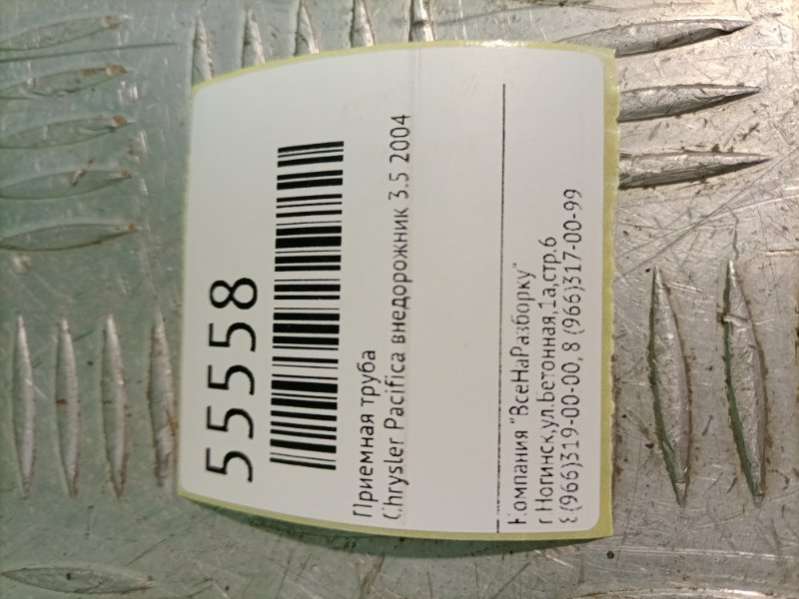 55558
Приемная труба
Chrysler Pacifica внедорожник 3.5 2004
Компания "ВсеНаРазборку"
г Ногинск,ул.Бетонная,1а,стр.6
8 (966)319-00-00, 8 (966)317-00-99